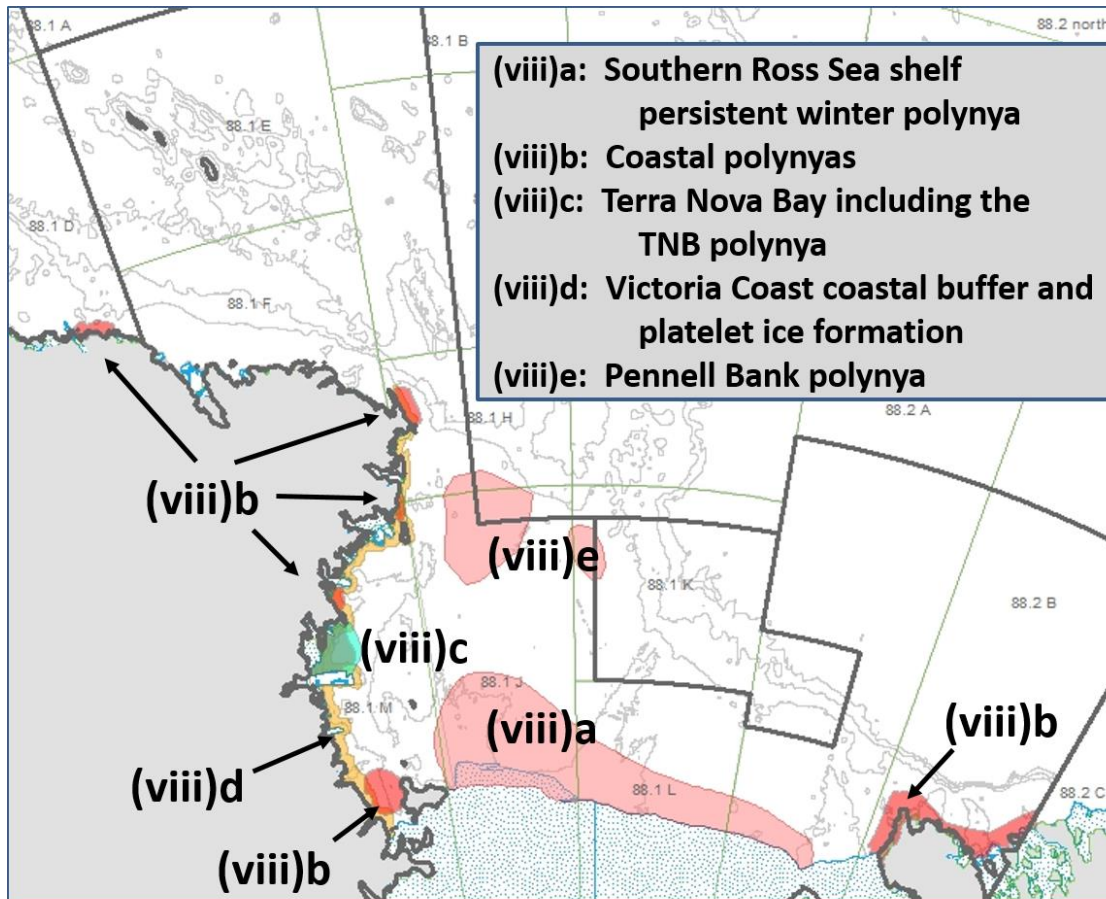 88.1 A
88.1 B
88.2 north
(viii)a: Southern Ross Sea shelf
persistent winter polynya
(viii)b: Coastal polynyas
(viii)c: Terra Nova Bay including the
TNB polynya
(viii)d: Victoria Coast coastal buffer and
platelet ice formation
(viii)e: Pennell Bank polynya
88.1 E
88.1 D
88.1 F
88.1 H
88.2 A
(viii)b
(viii)e
88.1 K
88.2 B
(viii)c
88.1 J
88.1 M
(viii)a
(viii)b
(viii)d
88.1 L
88.2 C
(viii)b